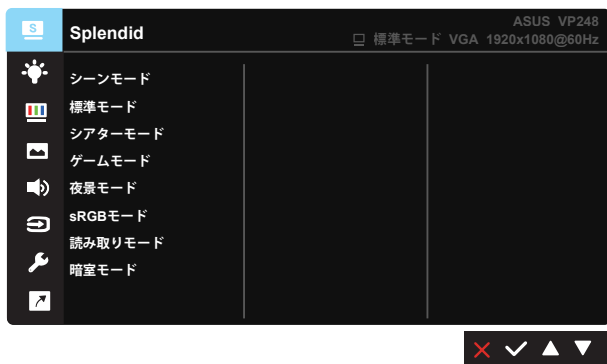 S
Splendid
ASUS VP248
標準モード VGA 1920x1080@60Hz
シーンモード
標準モード
シアターモード
ゲームモード
夜景モード
sRGBモード
読み取りモード
暗室モード